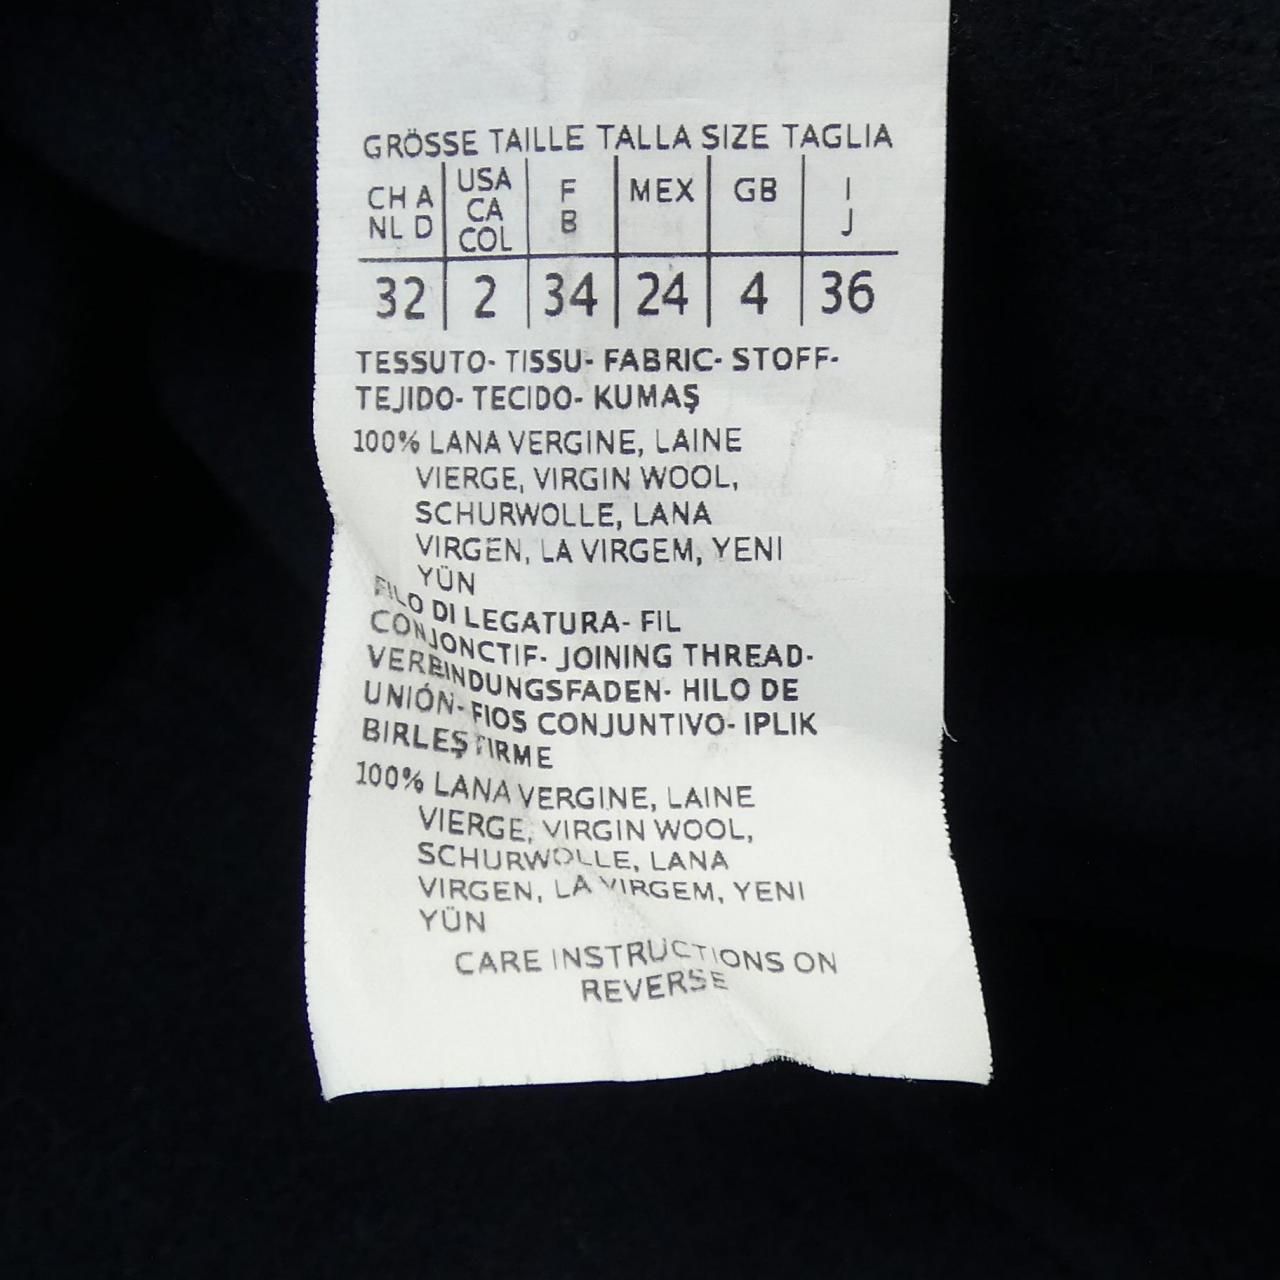 GRÖSSE TAILLE TALLA SIZE TAGLIA
CH A NL D USA CA COL F B MEX GB I J
32 2 34 24 4 36
TESSUTO- TISSU- FABRIC- STOFF-
TEJIDO- TECIDO- KUMAŞ
100% LANA VERGINE, LAINE
VIERGE, VIRGIN WOOL,
SCHURWOLLE, LANA
VIRGEN, LA VIRGEM, YENI
YÜN
FILO DI LEGATURA- FIL
CONJONCTIF- JOINING THREAD-
VERBINDUNGSFADEN- HILO DE
UNIÓN- FIOS CONJUNTIVO- IPLIK
BIRLEŞTIRME
100% LANA VERGINE, LAINE
VIERGE, VIRGIN WOOL,
SCHURWOLLE, LANA
VIRGEN, LA VIRGEM, YENI
YÜN
CARE INSTRUCTIONS ON
REVERSE